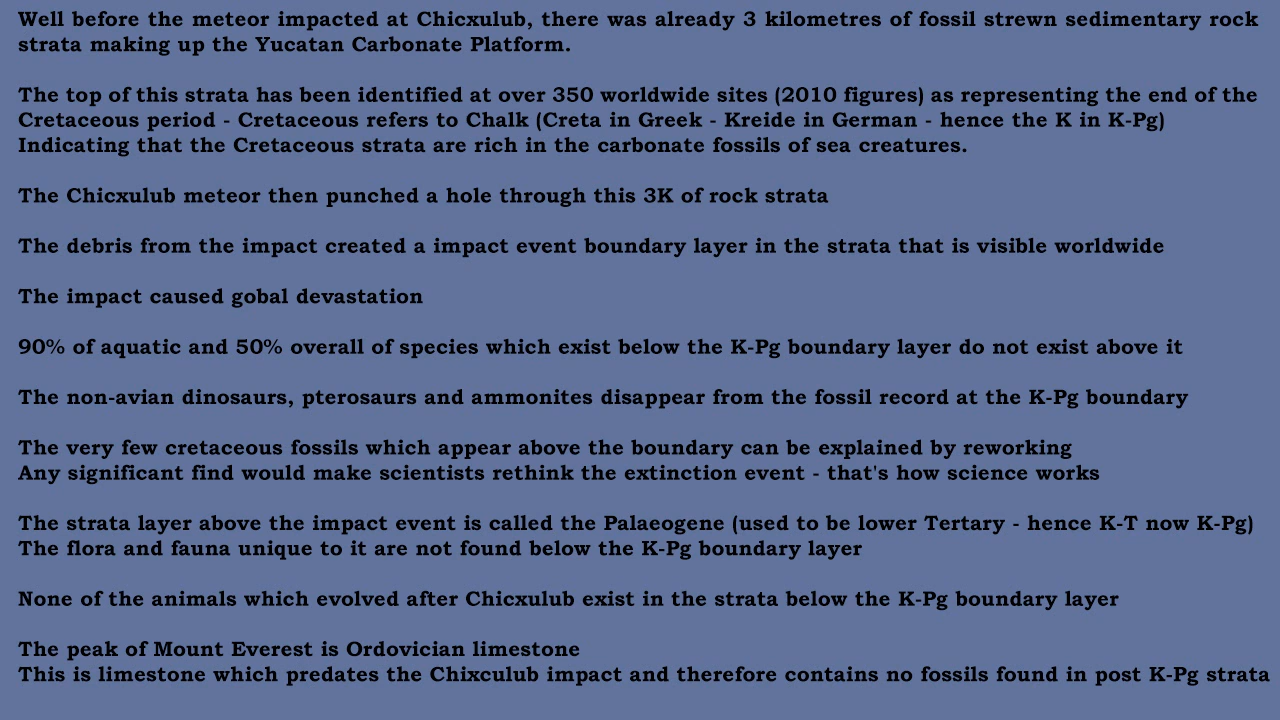 Well before the meteor impacted at Chicxulub, there was already 3 kilometres of fossil strewn sedimentary rock
strata making up the Yucatan Carbonate Platform.
The top of this strata has been identified at over 350 worldwide sites (2010 figures) as representing the end of the
Cretaceous period - Cretaceous refers to Chalk (Creta in Greek - Kreide in German - hence the K in K-Pg)
Indicating that the Cretaceous strata are rich in the carbonate fossils of sea creatures.
The Chicxulub meteor then punched a hole through this 3K of rock strata
The debris from the impact created a impact event boundary layer in the strata that is visible worldwide
The impact caused gobal devastation
90% of aquatic and 50% overall of species which exist below the K-Pg boundary layer do not exist above it
The non-avian dinosaurs, pterosaurs and ammonites disappear from the fossil record at the K-Pg boundary
The very few cretaceous fossils which appear above the boundary can be explained by reworking
Any significant find would make scientists rethink the extinction event - that's how science works
The strata layer above the impact event is called the Palaeogene (used to be lower Tertary - hence K-T now K-Pg)
The flora and fauna unique to it are not found below the K-Pg boundary layer
None of the animals which evolved after Chicxulub exist in the strata below the K-Pg boundary layer
The peak of Mount Everest is Ordovician limestone
This is limestone which predates the Chixculub impact and therefore contains no fossils found in post K-Pg strata